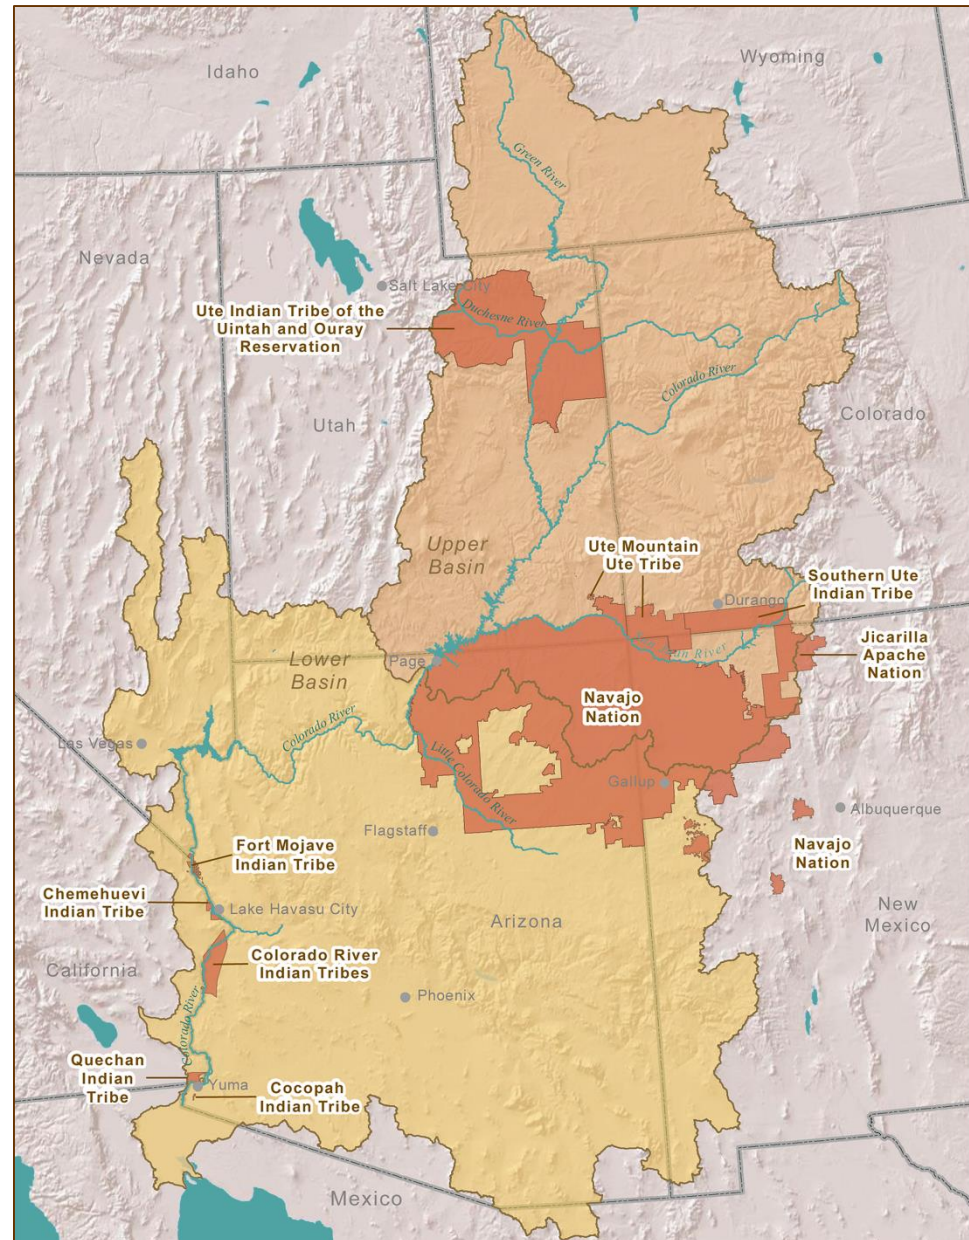 Idaho
Wyoming
Green River
Nevada
Salt Lake City
Ute Indian Tribe of the
Uintah and Ouray
Reservation
Duchesne River
Colorado River
Colorado
Utah
Upper
Basin
Ute Mountain
Ute Tribe
Southern Ute
Indian Tribe
Durango
San Juan River
Jicarilla
Apache
Nation
Page
Lower
Basin
Navajo
Nation
Colorado River
Las Vegas
Little Colorado River
Gallup
Albuquerque
Flagstaff
Fort Mojave
Indian Tribe
Navajo
Nation
Chemehuevi
Indian Tribe
Lake Havasu City
Arizona
New
Mexico
California
Colorado River
Indian Tribes
Phoenix
Colorado River
Quechan
Indian
Tribe
Yuma
Cocopah
Indian Tribe
Mexico